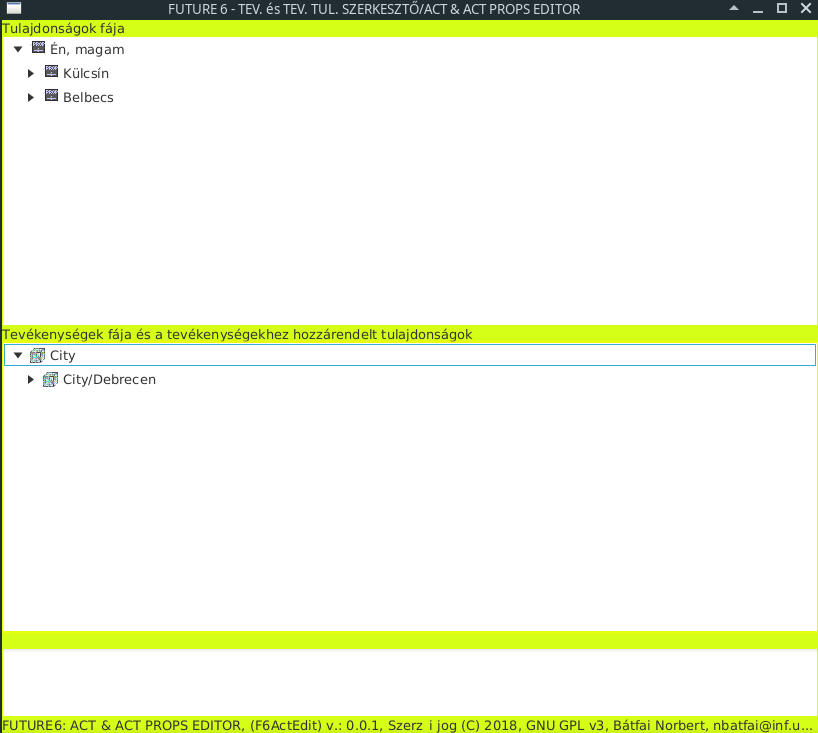 FUTURE 6 - TEV. és TEV. TUL. SZERKESZTŐ/ACT & ACT PROPS EDITOR
Tulajdonságok fája
Én, magam
Külcsín
Belbecs
Tevékenységek fája és a tevékenységekhez hozzárendelt tulajdonságok
City
City/Debrecen
FUTURE6: ACT & ACT PROPS EDITOR, (F6ActEdit) v.: 0.0.1, Szerz i jog (C) 2018, GNU GPL v3, Bátfai Norbert, nbatfai@inf.u...